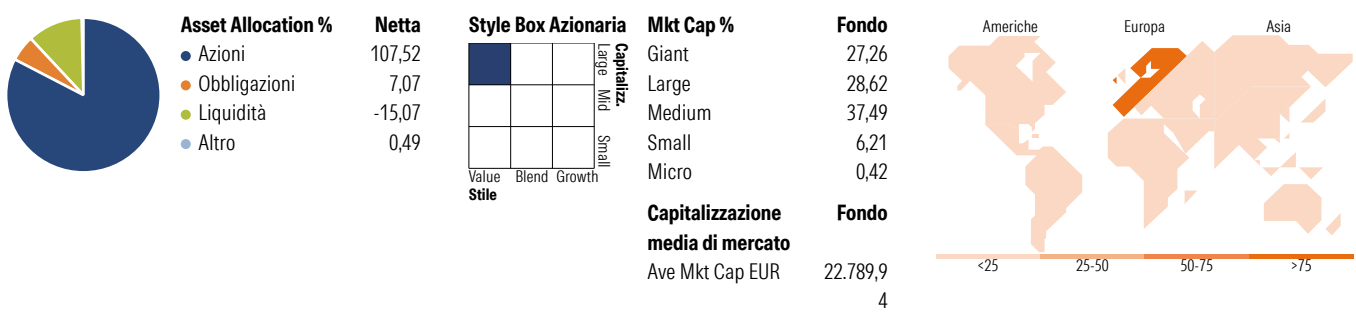 Asset Allocation % Netta
Azioni 107,52
Obbligazioni 7,07
Liquidità -15,07
Altro 0,49
Style Box Azionaria
Capitalizz.
Large Mid Small
Value Blend Growth
Stile
Mkt Cap % Fondo
Giant 27,26
Large 28,62
Medium 37,49
Small 6,21
Micro 0,42
Capitalizzazione Fondo
media di mercato
Ave Mkt Cap EUR 22.789,9
4
Americhe Europa Asia
<25 25-50 50-75 >75